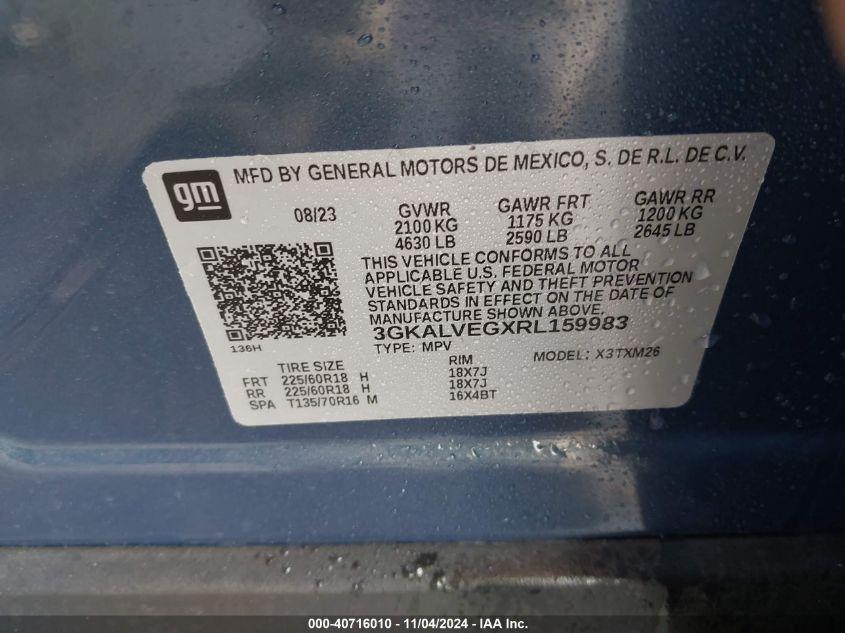 gm
MFD BY GENERAL MOTORS DE MEXICO, S. DE R.L. DE C.V.
08/23 GVWR GAWR FRT GAWR RR
2100 KG 1175 KG 1200 KG
4630 LB 2590 LB 2645 LB
THIS VEHICLE CONFORMS TO ALL
APPLICABLE U.S. FEDERAL MOTOR
VEHICLE SAFETY AND THEFT PREVENTION
STANDARDS IN EFFECT ON THE DATE OF
MANUFACTURE SHOWN ABOVE.
3GKALVEGXRL159983
136H
TYPE: MPV MODEL: X3TXM26
TIRE SIZE RIM
FRT 225/60R18 H 18X7J
RR 225/60R18 H 18X7J
SPA T135/70R16 M 16X4BT
000-40716010 - 11/04/2024 - IAA Inc.